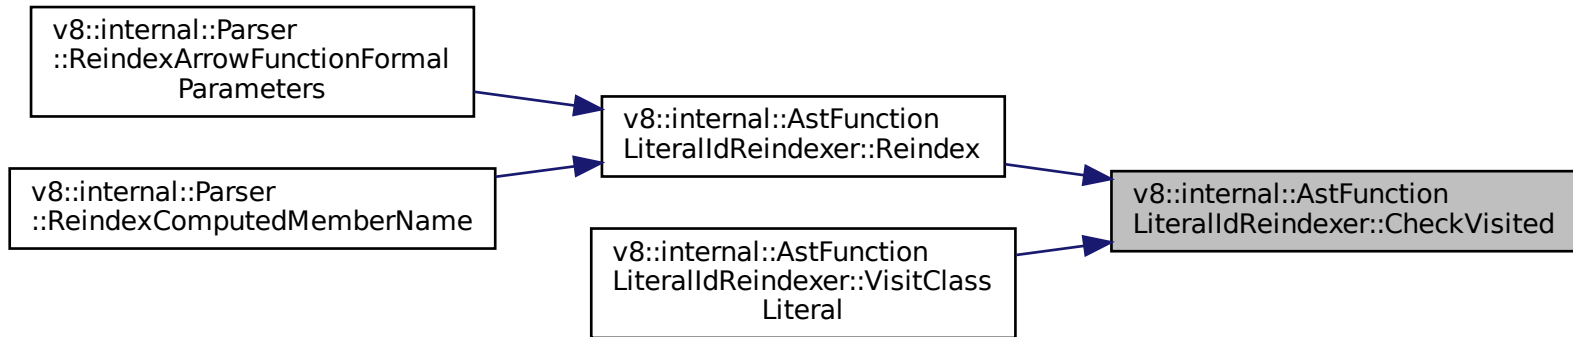 v8::internal::Parser
::ReindexArrowFunctionFormal
Parameters
v8::internal::Parser
::ReindexComputedMemberName
v8::internal::AstFunction
LiteralIdReindexer::Reindex
v8::internal::AstFunction
LiteralIdReindexer::VisitClass
Literal
v8::internal::AstFunction
LiteralIdReindexer::CheckVisited